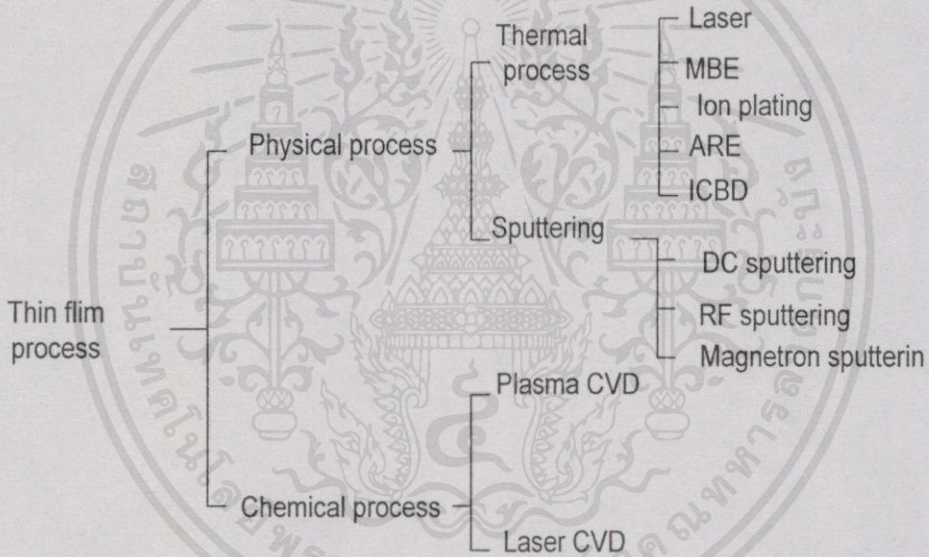 Laser
Thermal
process
MBE
Ion plating
Physical process
ARE
ICBD
Sputtering
DC sputtering
Thin flim
process
RF sputtering
Magnetron sputterin
Plasma CVD
Chemical process
Laser CVD